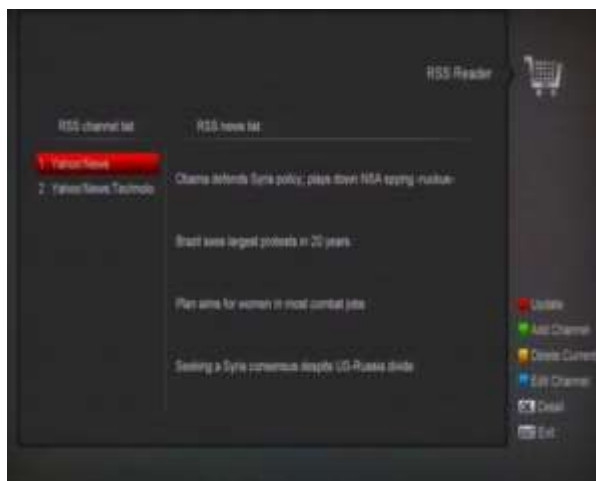 RSS Reader
RSS channel list
RSS news list
1 Yahoo!News
2 Yahoo!News:Technolo
Obama defends Syria policy, plays down NSA spying
Brazil sees largest protests in 20 years
Plan aims for women in most combat jobs
Seeking a Syria consensus despite US-Russia divide
Update
Add Channel
Delete Current
Edit Channel
OK Detail
Exit